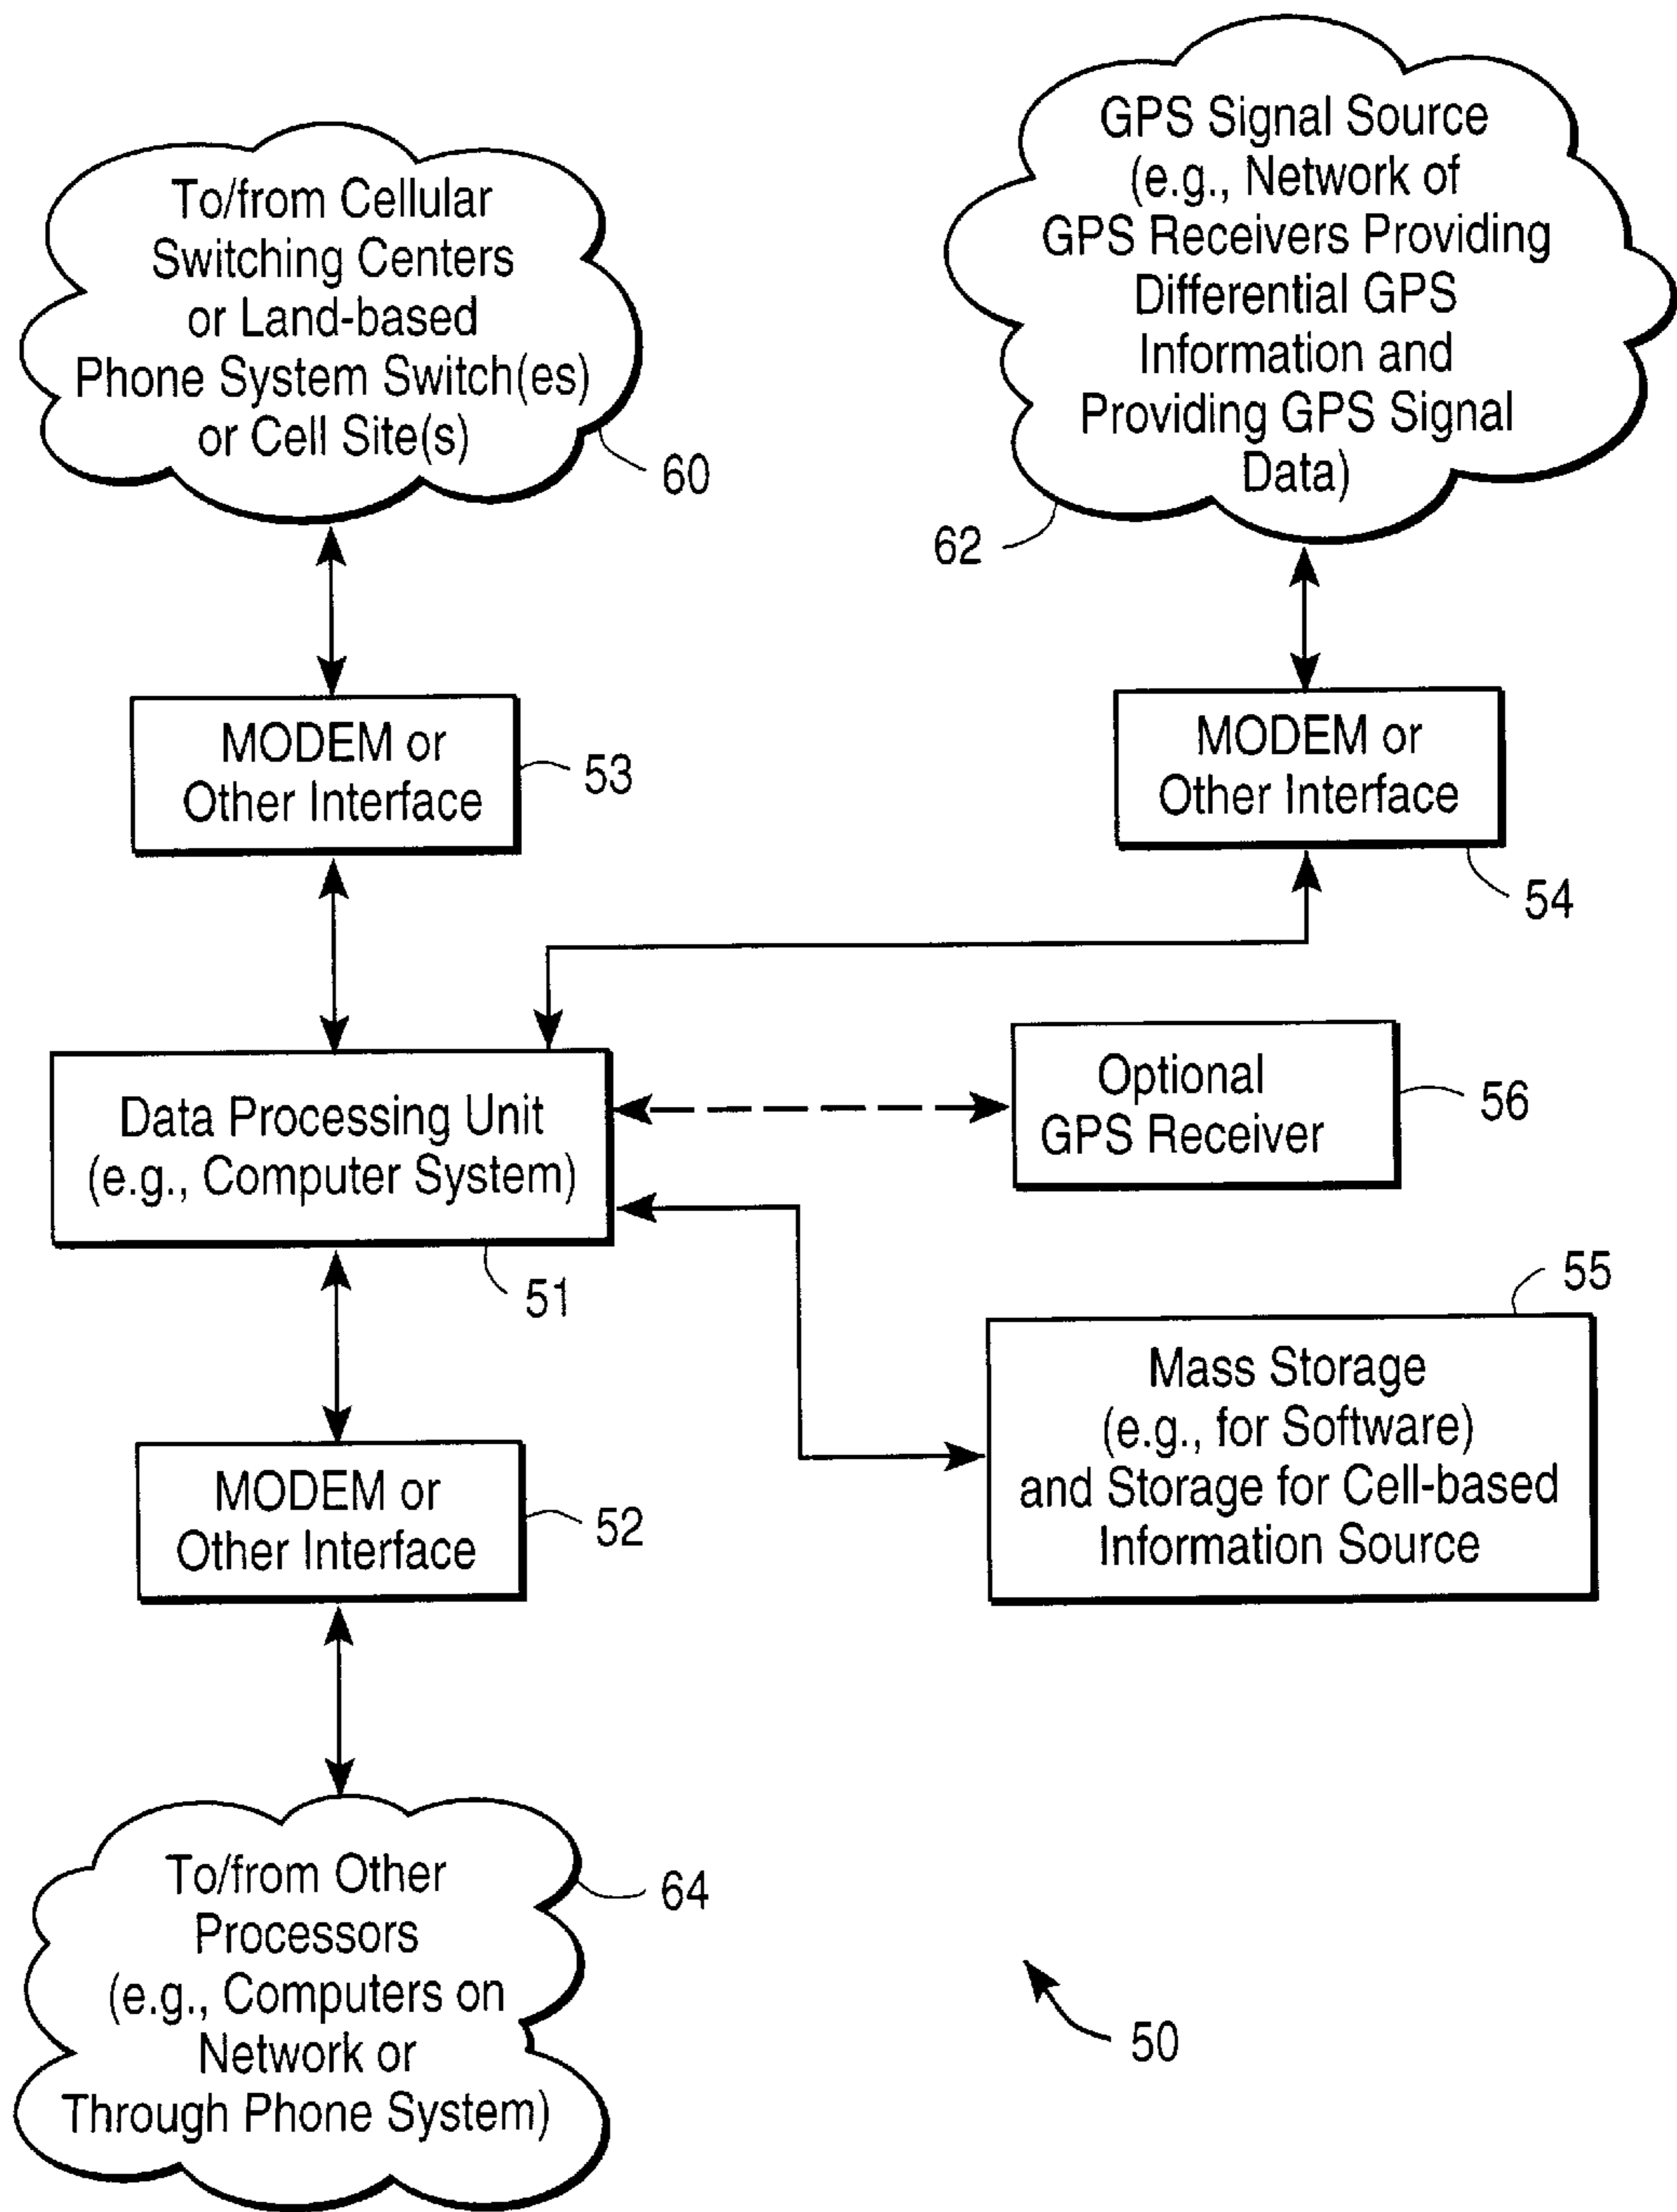 To/from Cellular
Switching Centers
or Land-based
Phone System Switch(es)
or Cell Site(s)
60
GPS Signal Source
(e.g., Network of
GPS Receivers Providing
Differential GPS
Information and
Providing GPS Signal
Data)
62
MODEM or
Other Interface
53
MODEM or
Other Interface
54
Data Processing Unit
(e.g., Computer System)
51
Optional
GPS Receiver
56
55
Mass Storage
(e.g., for Software)
and Storage for Cell-based
Information Source
MODEM or
Other Interface
52
To/from Other
Processors
(e.g., Computers on
Network or
Through Phone System)
64
50